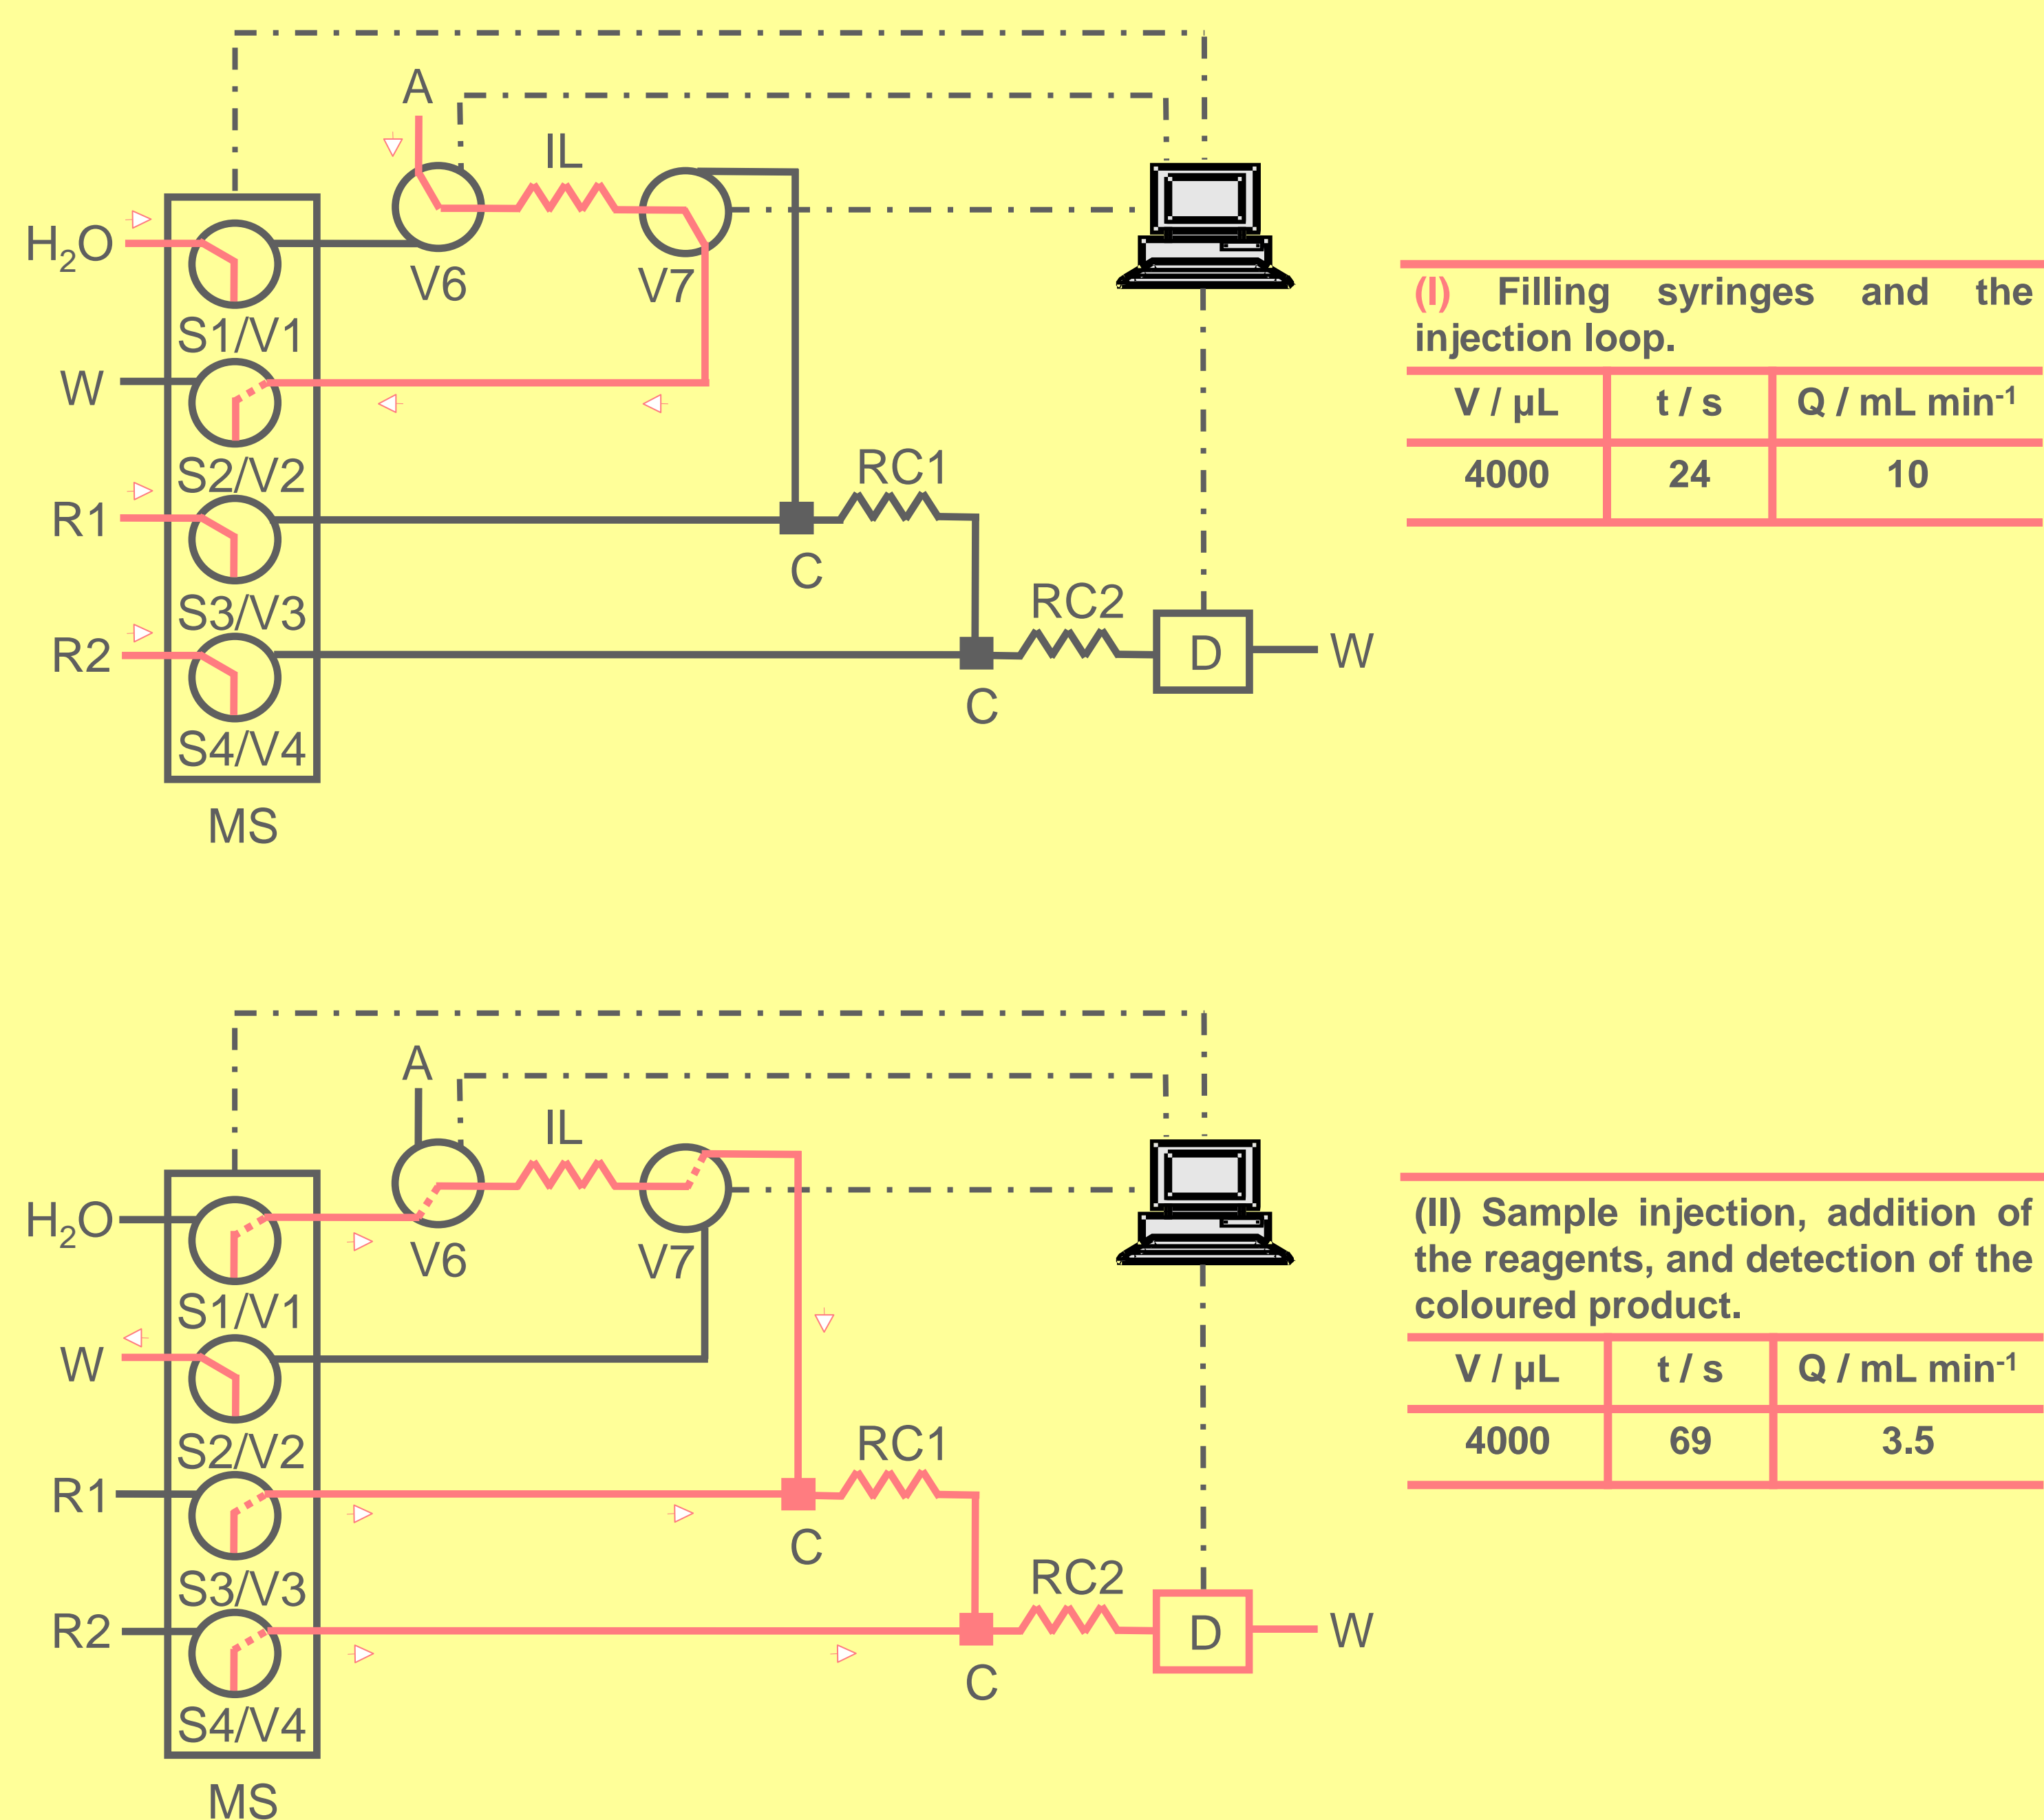 A
IL
H₂O
V6
V7
S1/V1
W
S2/V2
RC1
R1
C
S3/V3
RC2
R2
D
W
C
S4/V4
MS
(I) Filling syringes and the
injection loop.
V / µL t / s Q / mL min⁻¹
4000 24 10
A
IL
H₂O
V6
V7
S1/V1
W
S2/V2
RC1
R1
C
S3/V3
RC2
R2
D
W
C
S4/V4
MS
(II) Sample injection, addition of
the reagents, and detection of the
coloured product.
V / µL t / s Q / mL min⁻¹
4000 69 3.5